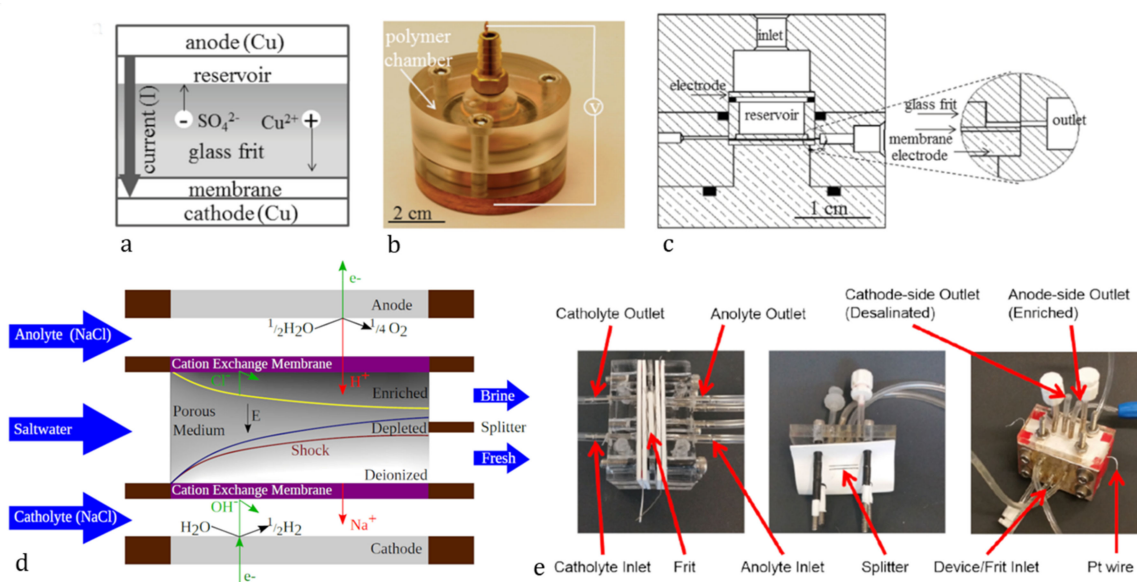 anode (Cu)
reservoir
current (I)
- SO₄²⁻ Cu²⁺ +
glass frit
membrane
cathode (Cu)
a
polymer
chamber
V
2 cm
b
inlet
electrode
reservoir
glass frit
membrane
electrode
outlet
1 cm
c
e-
Anode
Anolyte (NaCl)
½H₂O ¼ O₂
Cation Exchange Membrane
Cl⁻ H⁺
Enriched
Brine
Porous
Medium
E
Saltwater
Depleted
Splitter
Shock
Fresh
Deionized
Cation Exchange Membrane
OH⁻
Na⁺
Catholyte (NaCl)
H₂O ½H₂
Cathode
e-
d
Catholyte Outlet
Anolyte Outlet
Cathode-side Outlet
(Desalinated)
Anode-side Outlet
(Enriched)
Catholyte Inlet
Frit
Anolyte Inlet
Splitter
Device/Frit Inlet
Pt wire
e